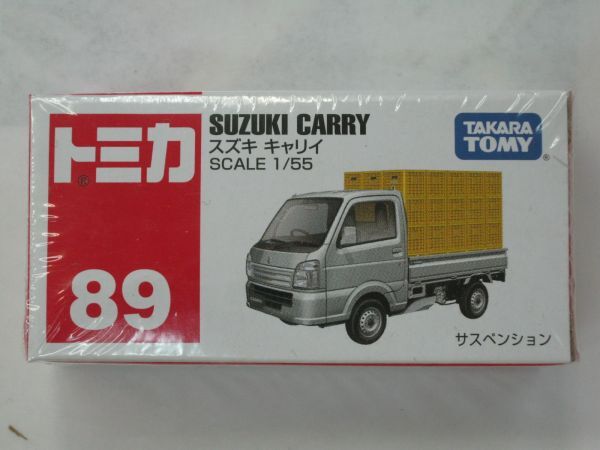 トミカ
®
89
SUZUKI CARRY
スズキ キャリイ
SCALE 1/55
TAKARA
TOMY
®
サスペンション